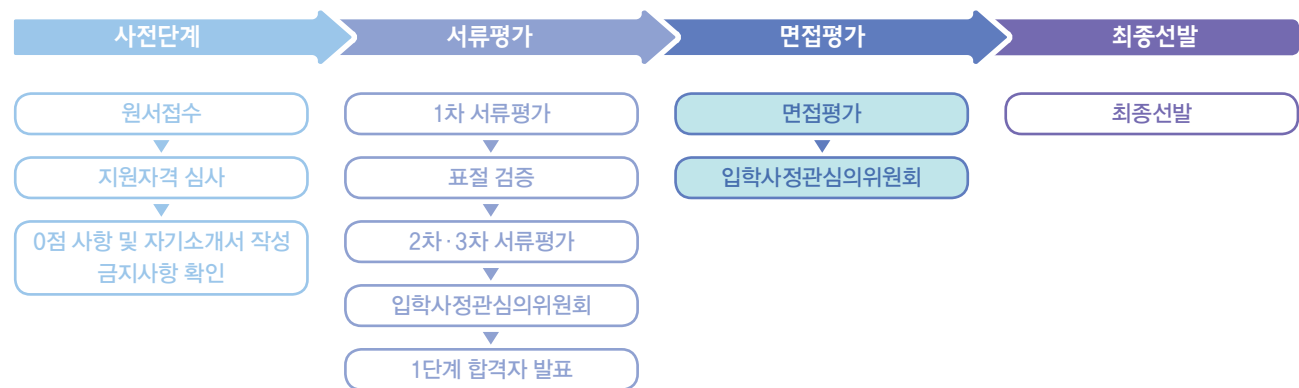 사전단계
서류평가
면접평가
최종선발
원서접수
지원자격 심사
0점 사항 및 자기소개서 작성
금지사항 확인
1차 서류평가
표절 검증
2차·3차 서류평가
입학사정관심의위원회
1단계 합격자 발표
면접평가
입학사정관심의위원회
최종선발